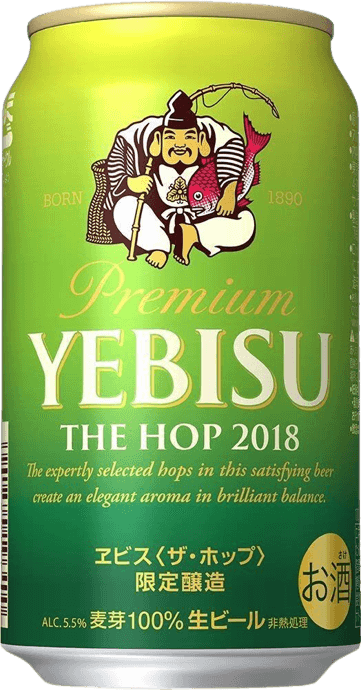 BORN 1890
Premium
YEBISU
THE HOP 2018
The expertly selected hops in this satisfying beer
create an elegant aroma in brilliant balance.
ヱビス〈ザ・ホップ〉
限定醸造
さけ
お酒
ALC.5.5% 麦芽100% 生ビール 非熱処理